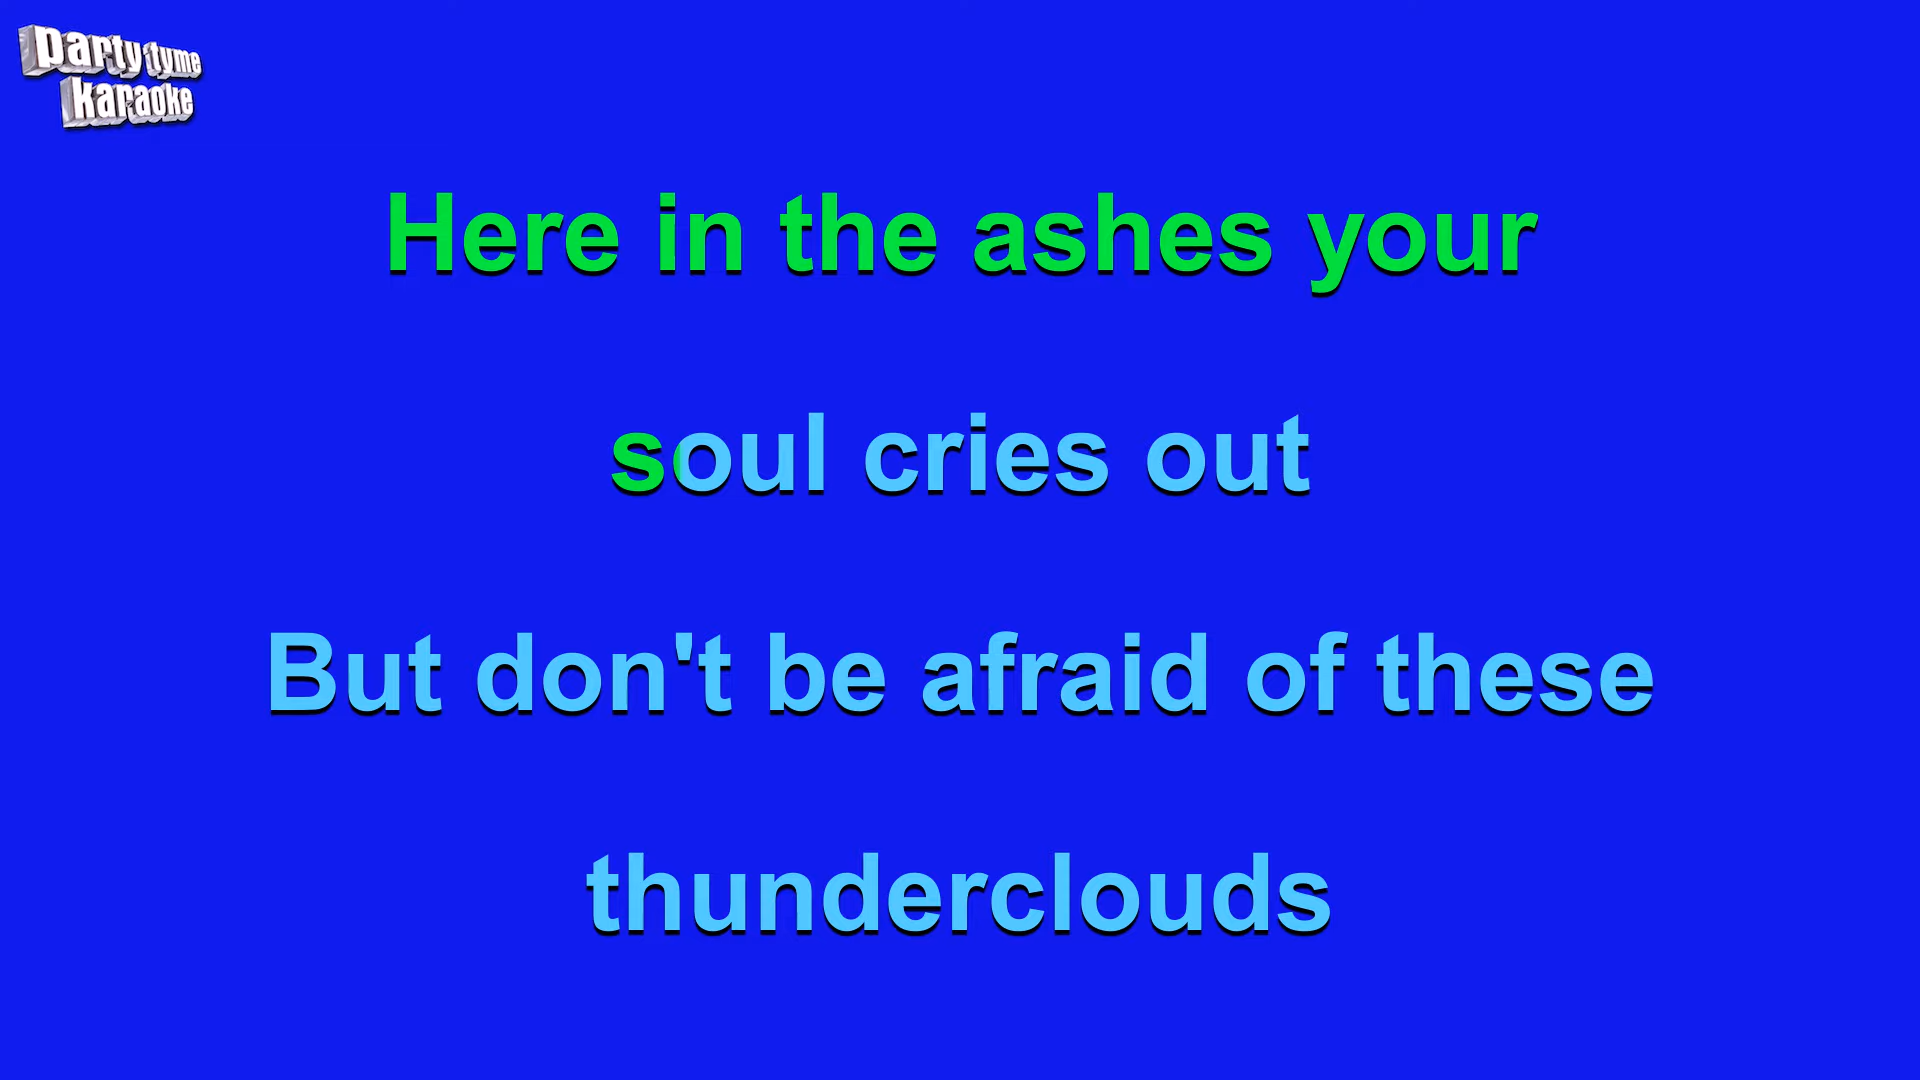 party tyme
karaoke
Here in the ashes your
soul cries out
But don't be afraid of these
thunderclouds